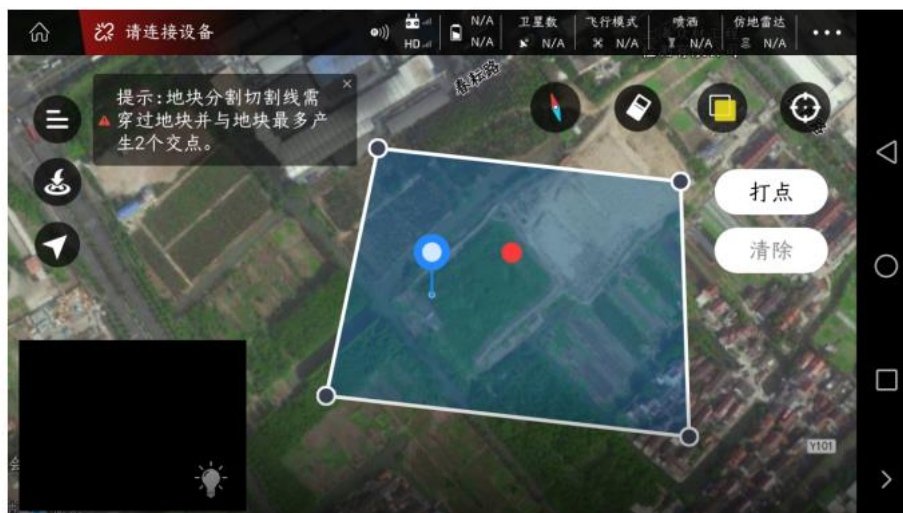 请连接设备
HD
N/A
N/A
卫星数
N/A
飞行模式
N/A
喷洒
N/A
仿地雷达
N/A
春标路
提示:地块分割切割线需
穿过地块并与地块最多产
生2个交点。
打点
清除
Y101